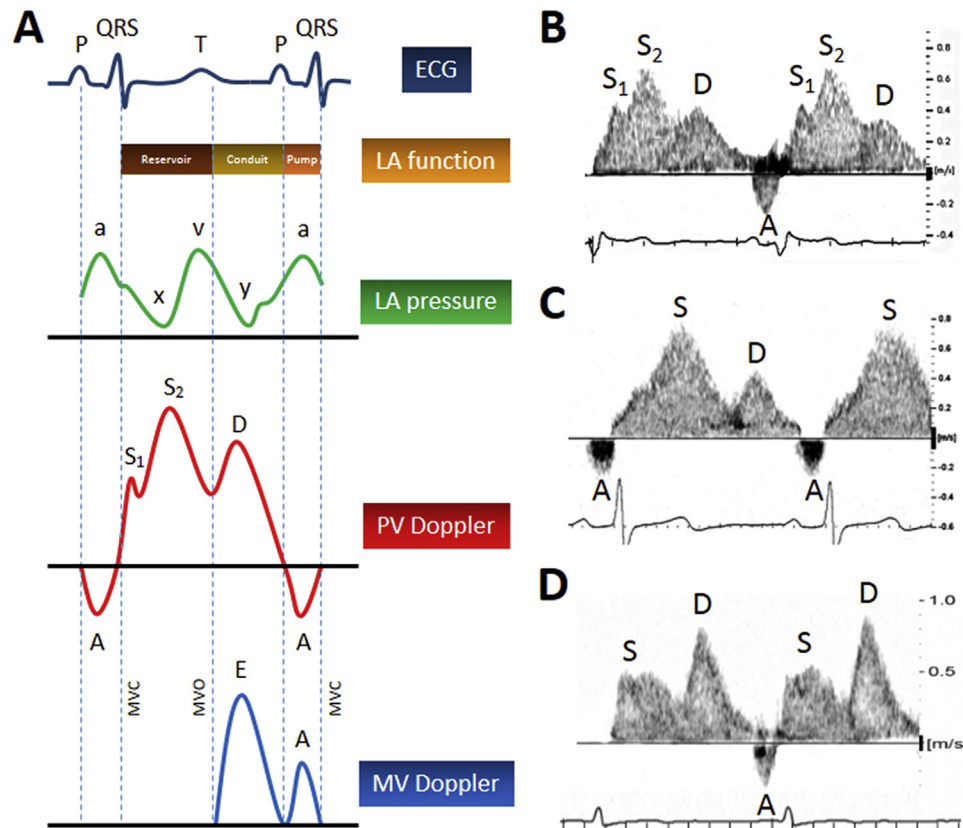 A
P
QRS
T
P
QRS
ECG
Reservoir
Conduit
Pump
LA function
a
v
a
x
y
LA pressure
S2
S1
D
PV Doppler
A
A
MVC
MVO
MVC
E
A
MV Doppler
B
S1
S2
D
S1
S2
D
A
0.8
0.6
0.4
0.2
[m/s]
-0.2
-0.4
C
S
D
S
A
A
0.8
0.6
0.4
0.2
[m/s]
-0.2
-0.4
-0.6
D
S
D
S
D
A
1.0
0.5
[m/s